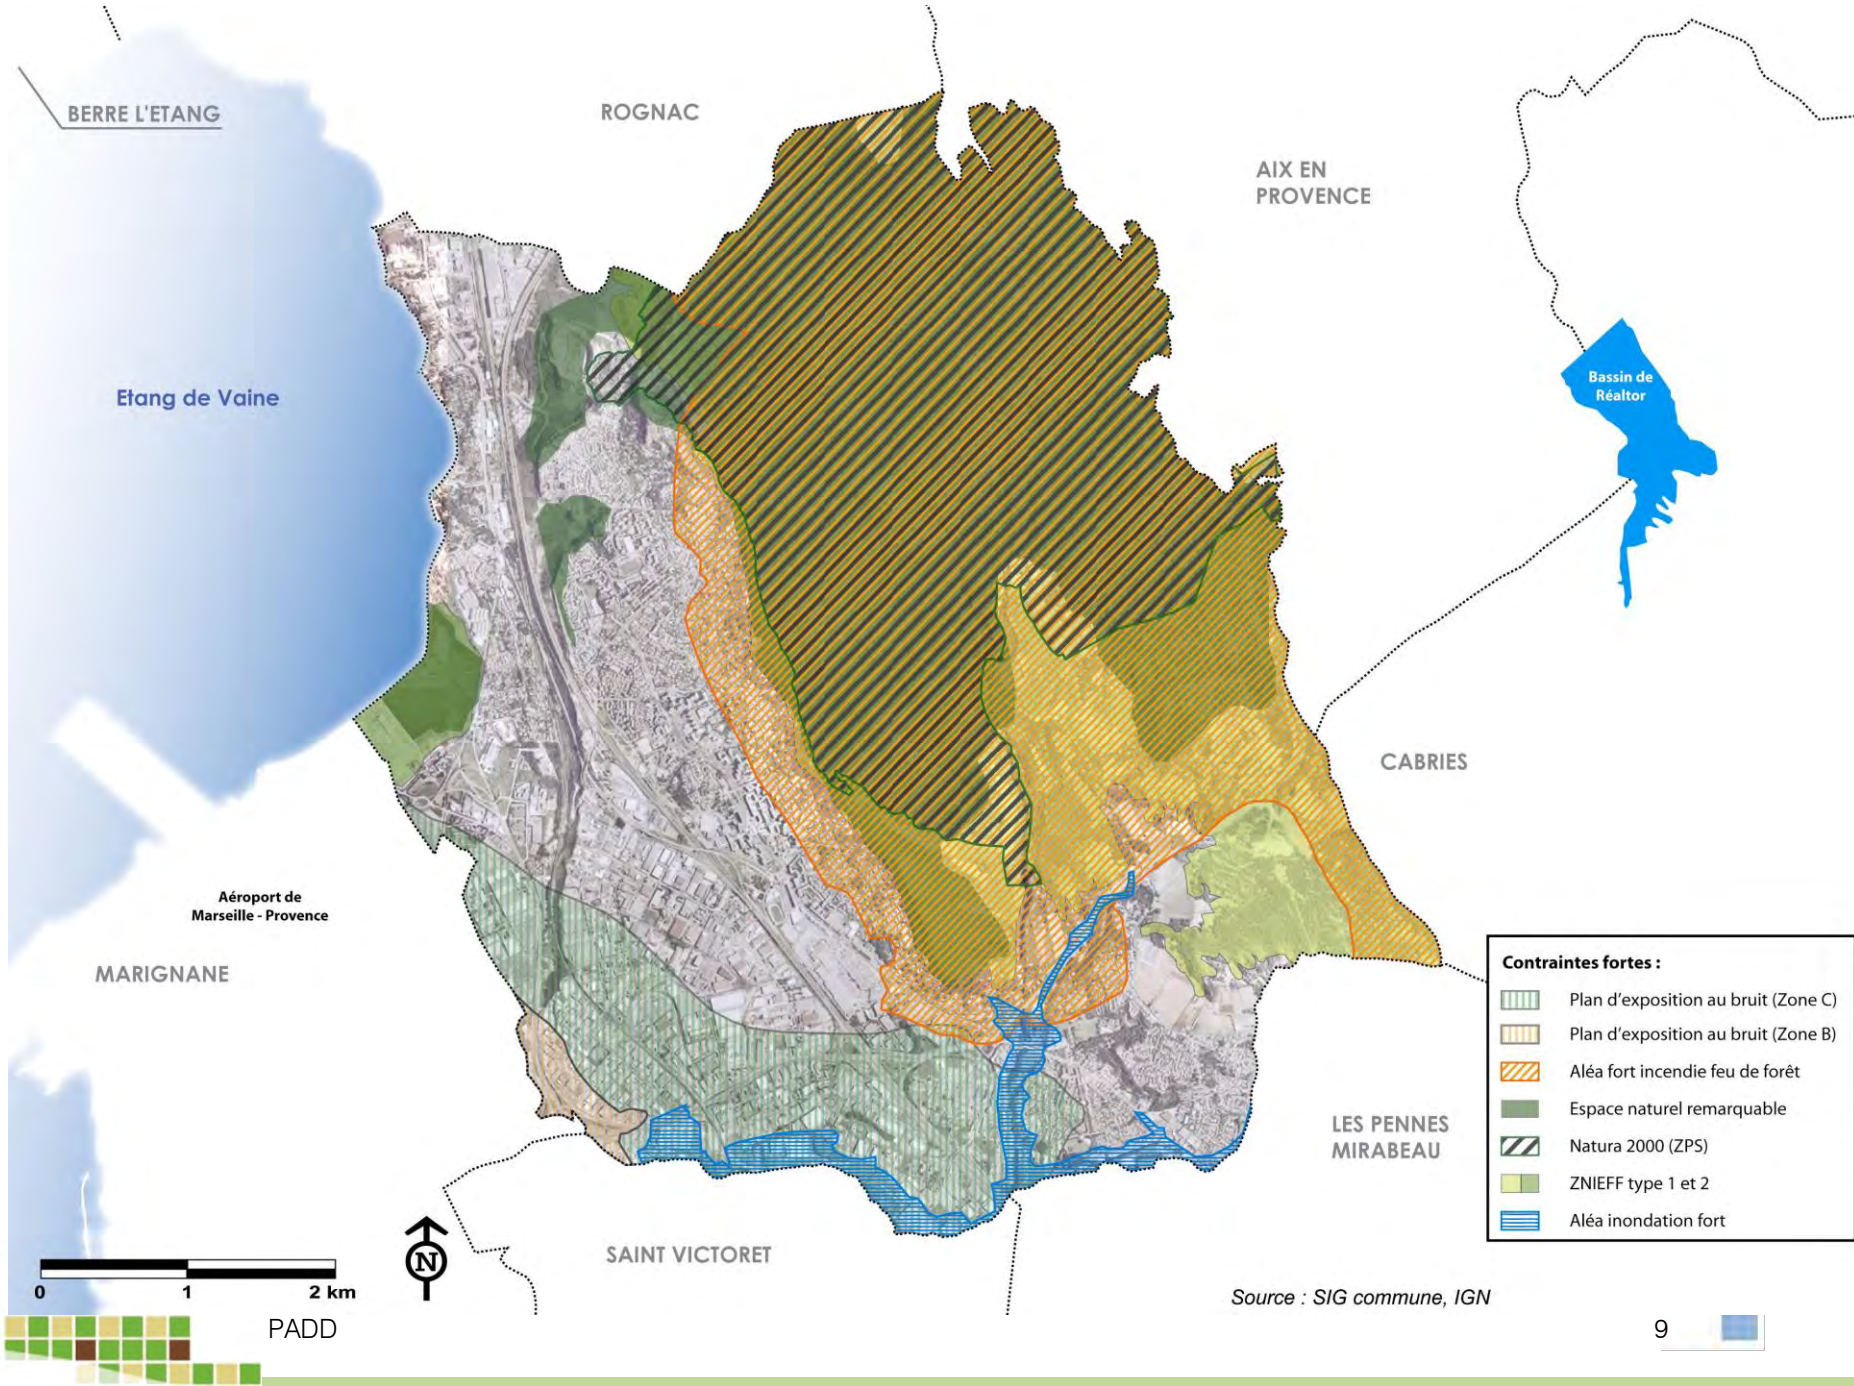 BERRE L'ETANG
ROGNAC
AIX EN
PROVENCE
Etang de Vaine
Bassin de
Réaltor
CABRIES
Aéroport de
Marseille - Provence
MARIGNANE
LES PENNES
MIRABEAU
SAINT VICTORET
Contraintes fortes :
Plan d'exposition au bruit (Zone C)
Plan d'exposition au bruit (Zone B)
Aléa fort incendie feu de forêt
Espace naturel remarquable
Natura 2000 (ZPS)
ZNIEFF type 1 et 2
Aléa inondation fort
N
0 1 2 km
Source : SIG commune, IGN
PADD
9